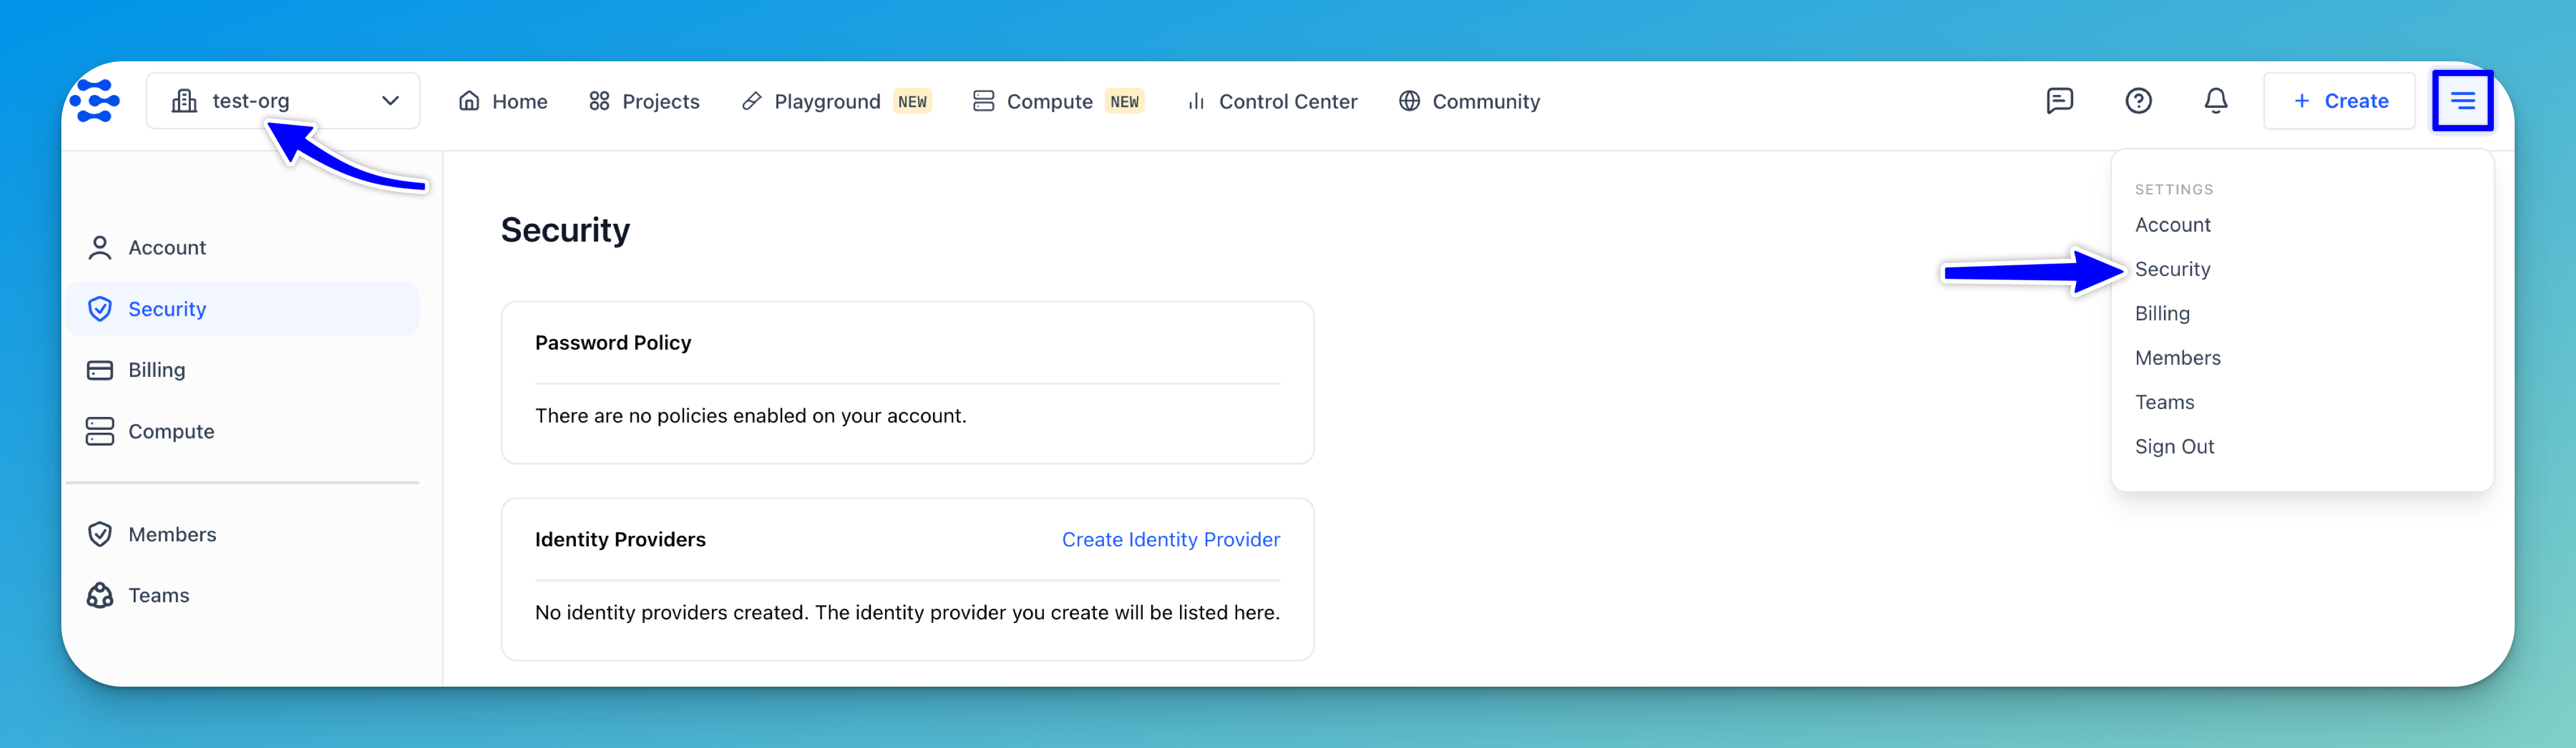 test-org Home Projects Playground NEW Compute NEW Control Center Community + Create
Account
Security
Billing
Compute
Members
Teams
Security
Password Policy
There are no policies enabled on your account.
Identity Providers Create Identity Provider
No identity providers created. The identity provider you create will be listed here.
SETTINGS
Account
Security
Billing
Members
Teams
Sign Out